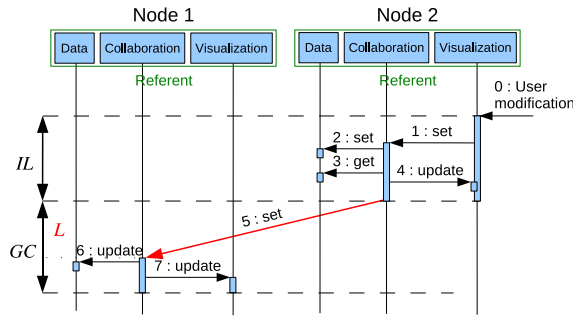 Node 1
Node 2
Data
Collaboration
Visualization
Data
Collaboration
Visualization
Referent
Referent
0 : User
modification
1 : set
2 : set
3 : get
4 : update
IL
5 : set
L
GC
6 : update
7 : update